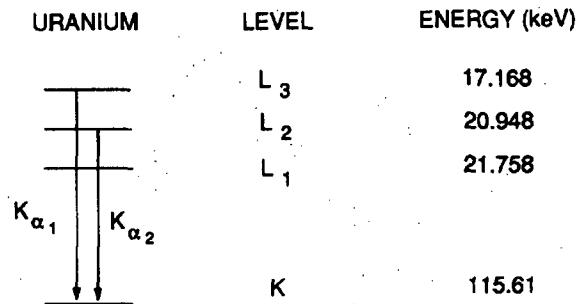 URANIUM LEVEL ENERGY (keV)
L₃ 17.168
L₂ 20.948
L₁ 21.758
Kα₁ Kα₂
K 115.61